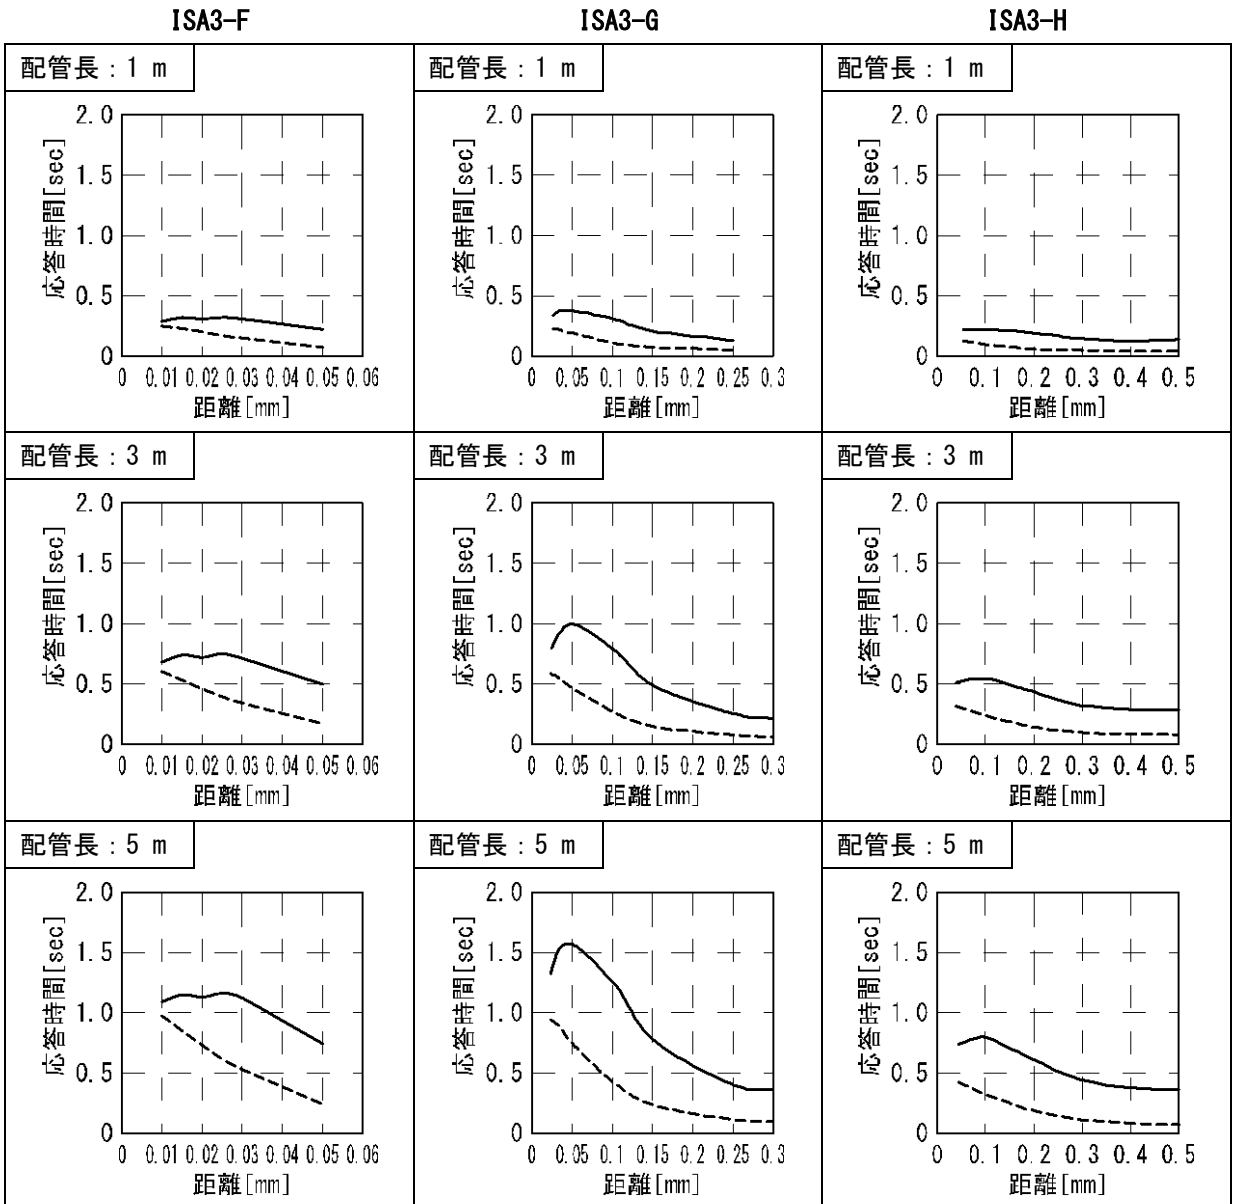 ISA3-F ISA3-G ISA3-H
配管長:1 m 配管長:1 m 配管長:1 m
応答時間[sec] 応答時間[sec] 応答時間[sec]
2.0 2.0 2.0
1.5 1.5 1.5
1.0 1.0 1.0
0.5 0.5 0.5
0 0 0
0 0.01 0.02 0.03 0.04 0.05 0.06 0 0.05 0.1 0.15 0.2 0.25 0.3 0 0.1 0.2 0.3 0.4 0.5
距離[mm] 距離[mm] 距離[mm]
配管長:3 m 配管長:3 m 配管長:3 m
応答時間[sec] 応答時間[sec] 応答時間[sec]
2.0 2.0 2.0
1.5 1.5 1.5
1.0 1.0 1.0
0.5 0.5 0.5
0 0 0
0 0.01 0.02 0.03 0.04 0.05 0.06 0 0.05 0.1 0.15 0.2 0.25 0.3 0 0.1 0.2 0.3 0.4 0.5
距離[mm] 距離[mm] 距離[mm]
配管長:5 m 配管長:5 m 配管長:5 m
応答時間[sec] 応答時間[sec] 応答時間[sec]
2.0 2.0 2.0
1.5 1.5 1.5
1.0 1.0 1.0
0.5 0.5 0.5
0 0 0
0 0.01 0.02 0.03 0.04 0.05 0.06 0 0.05 0.1 0.15 0.2 0.25 0.3 0 0.1 0.2 0.3 0.4 0.5
距離[mm] 距離[mm] 距離[mm]